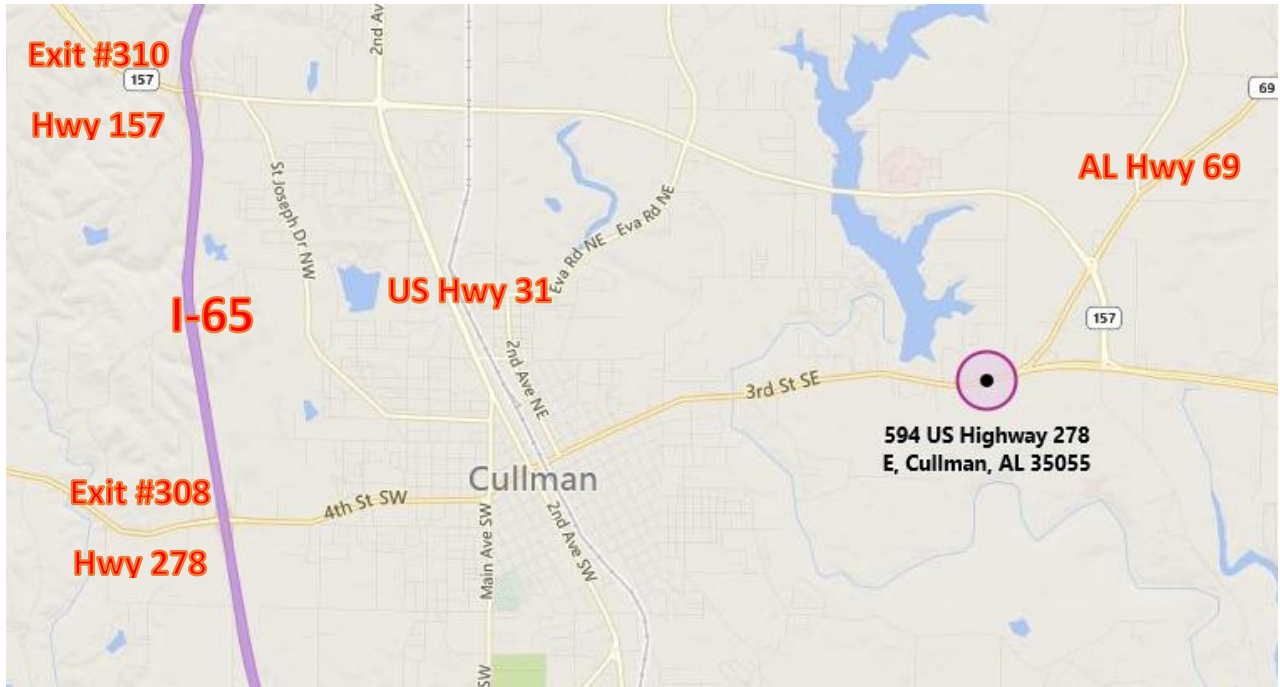 2nd Av
Exit #310
157
69
Hwy 157
AL Hwy 69
St Joseph Dr NW
Eva Rd NE
Eva Rd NE
US Hwy 31
I-65
157
2nd Ave NE
3rd St SE
594 US Highway 278
E, Cullman, AL 35055
Cullman
Exit #308
4th St SW
Main Ave SW
2nd Ave SW
Hwy 278
SW